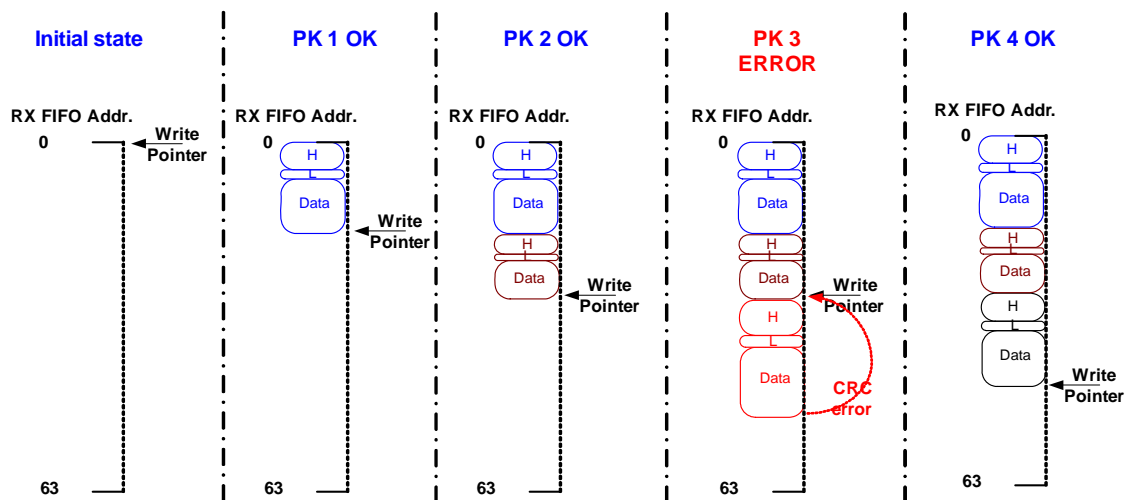 Initial state
RX FIFO Addr.
0
Write
Pointer
63
PK 1 OK
RX FIFO Addr.
0
H
L
Data
Write
Pointer
63
PK 2 OK
RX FIFO Addr.
0
H
L
Data
H
L
Data
Write
Pointer
63
PK 3
ERROR
RX FIFO Addr.
0
H
L
Data
H
L
Data
Write
Pointer
H
L
Data
CRC
error
63
PK 4 OK
RX FIFO Addr.
0
H
L
Data
H
L
Data
H
L
Data
Write
Pointer
63